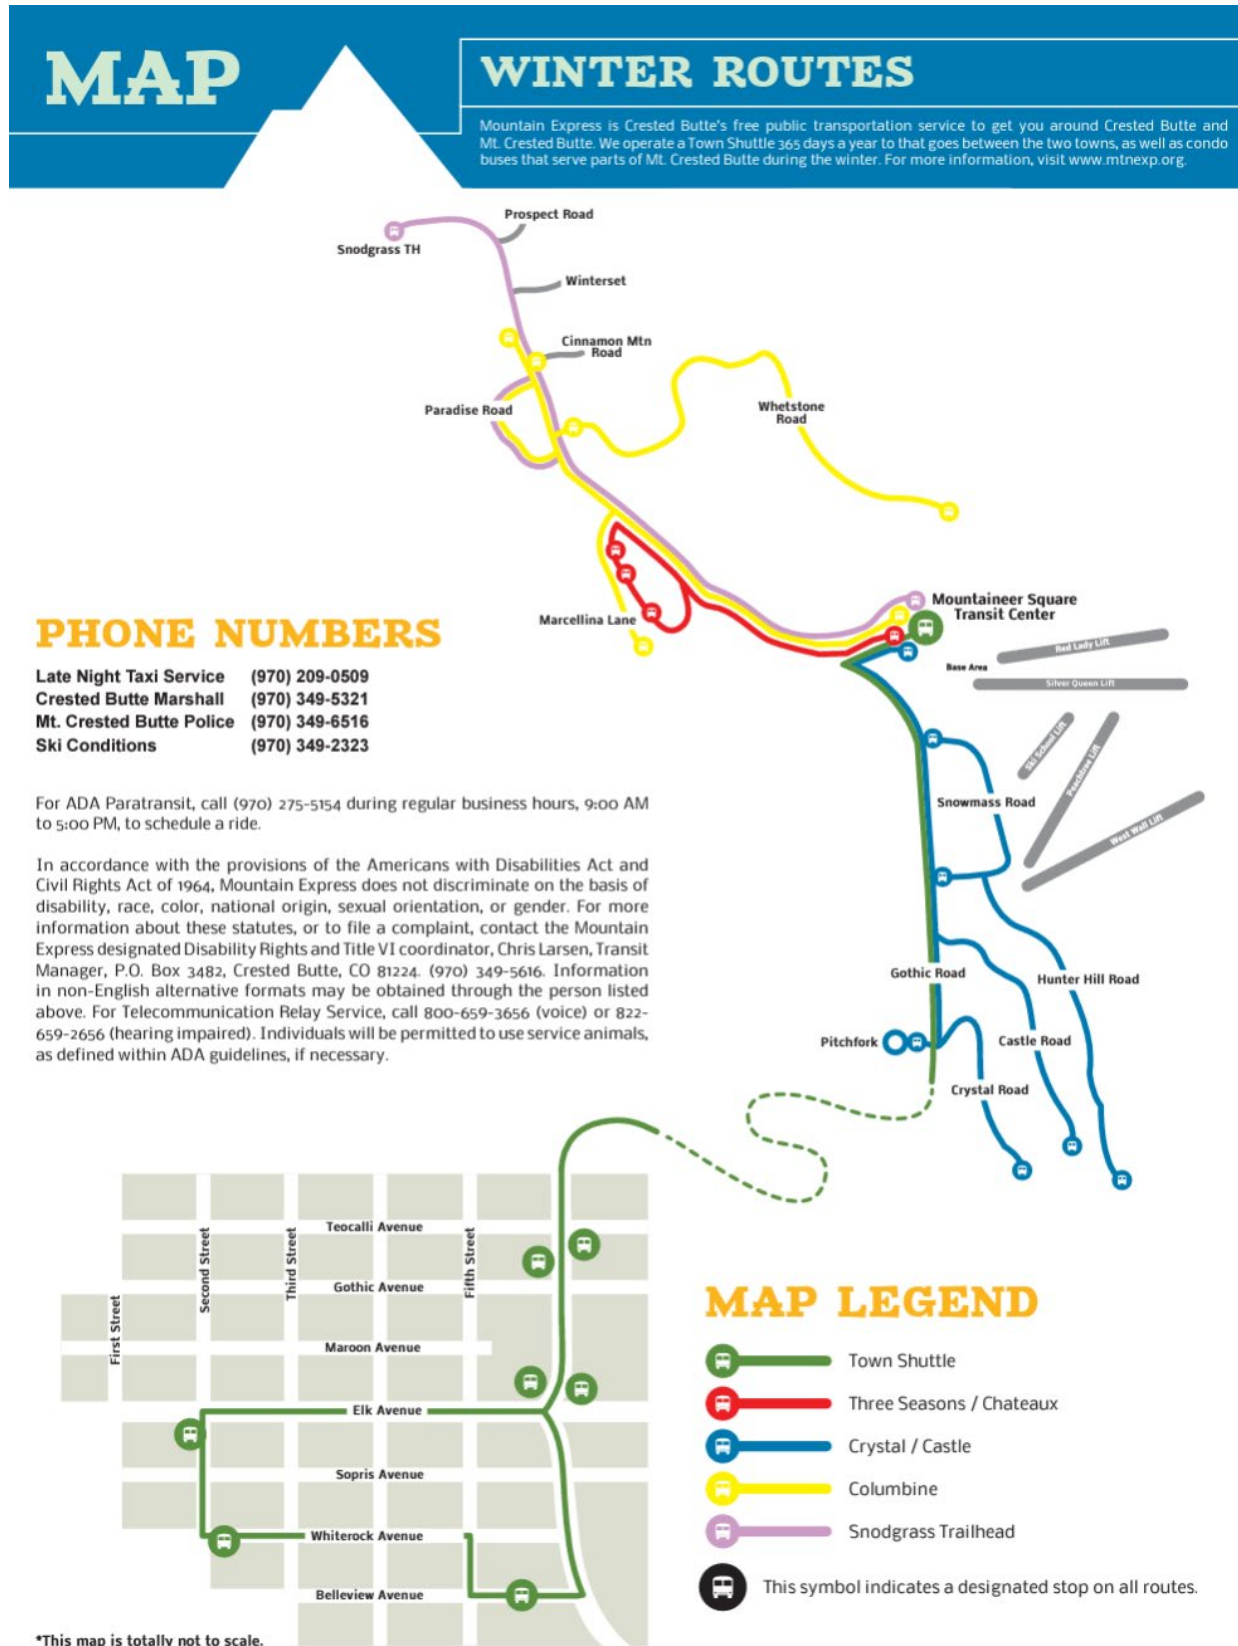 MAP
WINTER ROUTES
Mountain Express is Crested Butte's free public transportation service to get you around Crested Butte and
Mt. Crested Butte. We operate a Town Shuttle 365 days a year to that goes between the two towns, as well as condo
buses that serve parts of Mt. Crested Butte during the winter. For more information, visit www.mtnexp.org.
Prospect Road
Snodgrass TH
Winterset
Cinnamon Mtn
Road
Paradise Road
Whetstone
Road
Marcellina Lane
Mountaineer Square
Transit Center
Red Lady Lift
Base Area
Silver Queen Lift
Ski School Lift
Peachtree Lift
West Wall Lift
Snowmass Road
Gothic Road
Hunter Hill Road
Pitchfork
Castle Road
Crystal Road
PHONE NUMBERS
Late Night Taxi Service (970) 209-0509
Crested Butte Marshall (970) 349-5321
Mt. Crested Butte Police (970) 349-6516
Ski Conditions (970) 349-2323
For ADA Paratransit, call (970) 275-5154 during regular business hours, 9:00 AM
to 5:00 PM, to schedule a ride.
In accordance with the provisions of the Americans with Disabilities Act and
Civil Rights Act of 1964, Mountain Express does not discriminate on the basis of
disability, race, color, national origin, sexual orientation, or gender. For more
information about these statutes, or to file a complaint, contact the Mountain
Express designated Disability Rights and Title VI coordinator, Chris Larsen, Transit
Manager, P.O. Box 3482, Crested Butte, CO 81224. (970) 349-5616. Information
in non-English alternative formats may be obtained through the person listed
above. For Telecommunication Relay Service, call 800-659-3656 (voice) or 822-
659-2656 (hearing impaired). Individuals will be permitted to use service animals,
as defined within ADA guidelines, if necessary.
Teocalli Avenue
Gothic Avenue
Maroon Avenue
Elk Avenue
Sopris Avenue
Whiterock Avenue
Belleview Avenue
First Street
Second Street
Third Street
Fifth Street
*This map is totally not to scale.
MAP LEGEND
Town Shuttle
Three Seasons / Chateaux
Crystal / Castle
Columbine
Snodgrass Trailhead
This symbol indicates a designated stop on all routes.